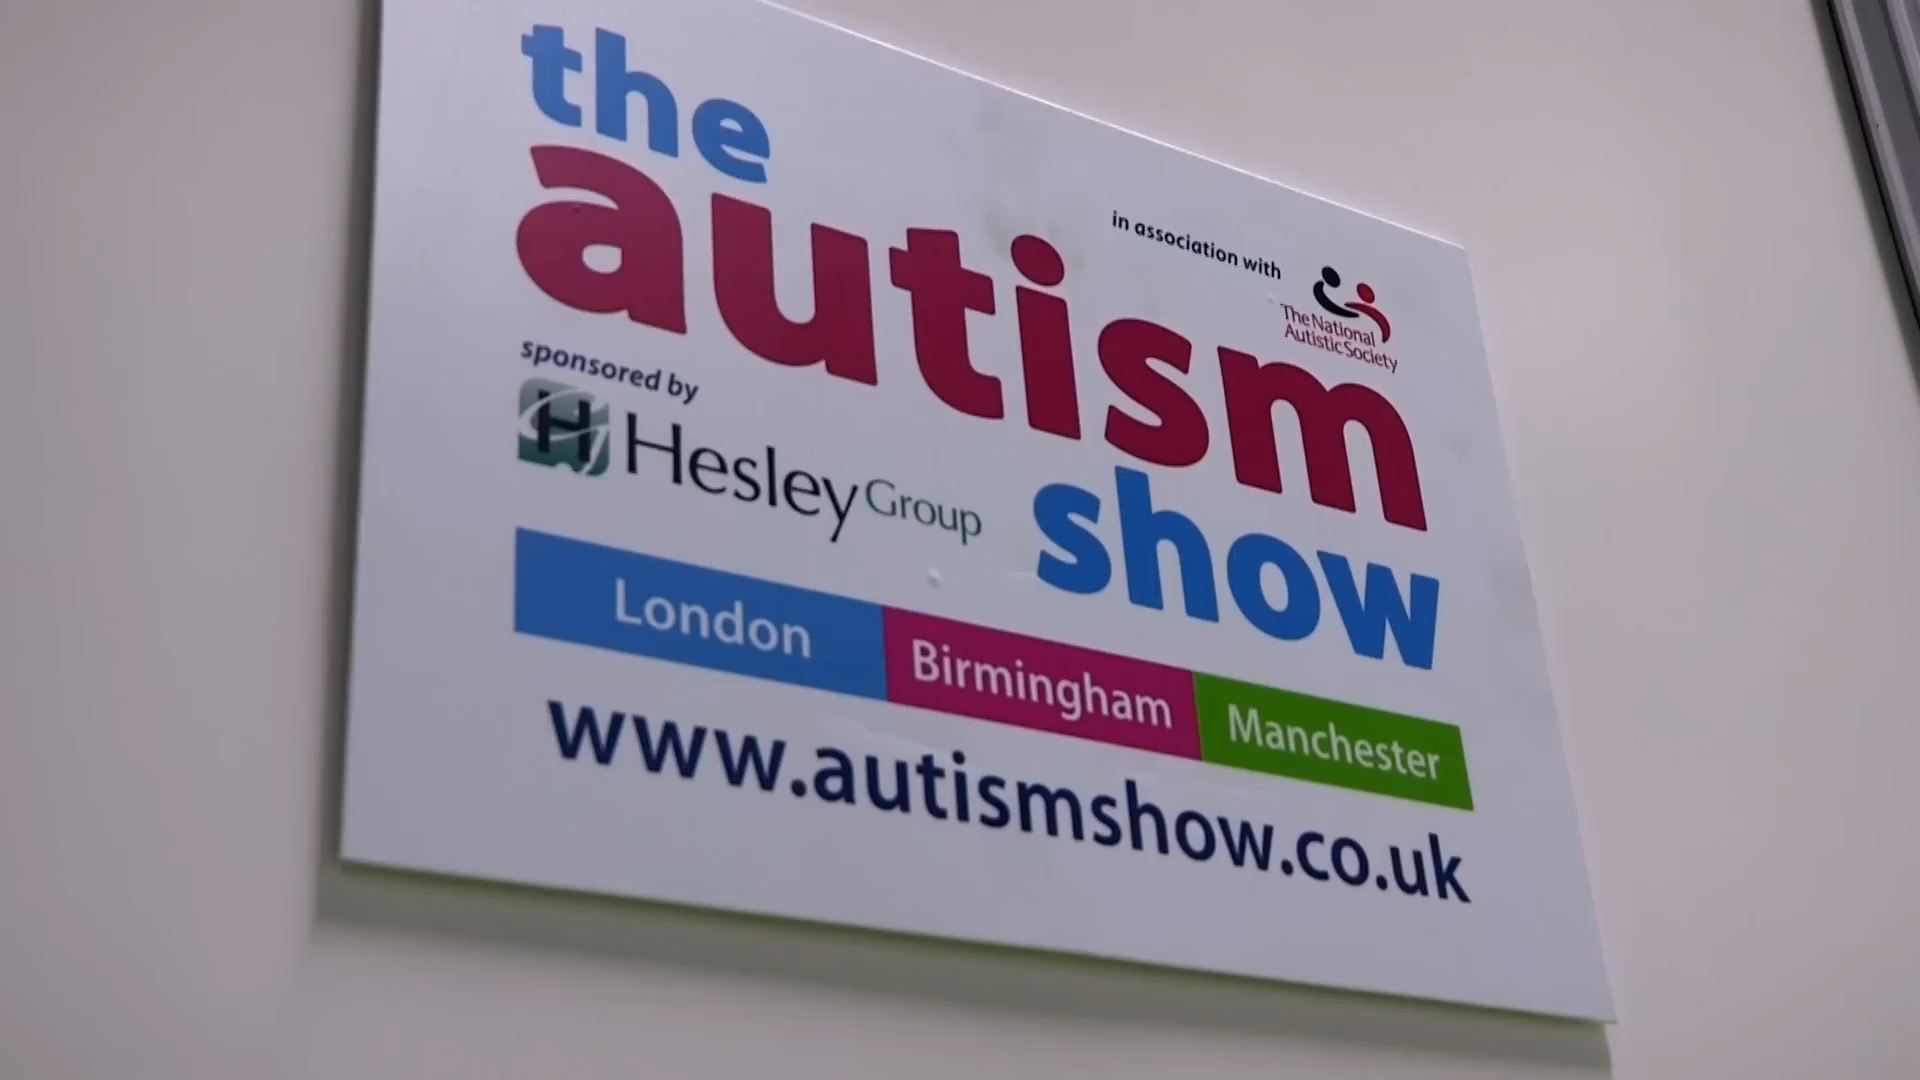 the
autism
show
in association with
The National
Autistic Society
sponsored by
H Hesley Group
London Birmingham Manchester
www.autismshow.co.uk